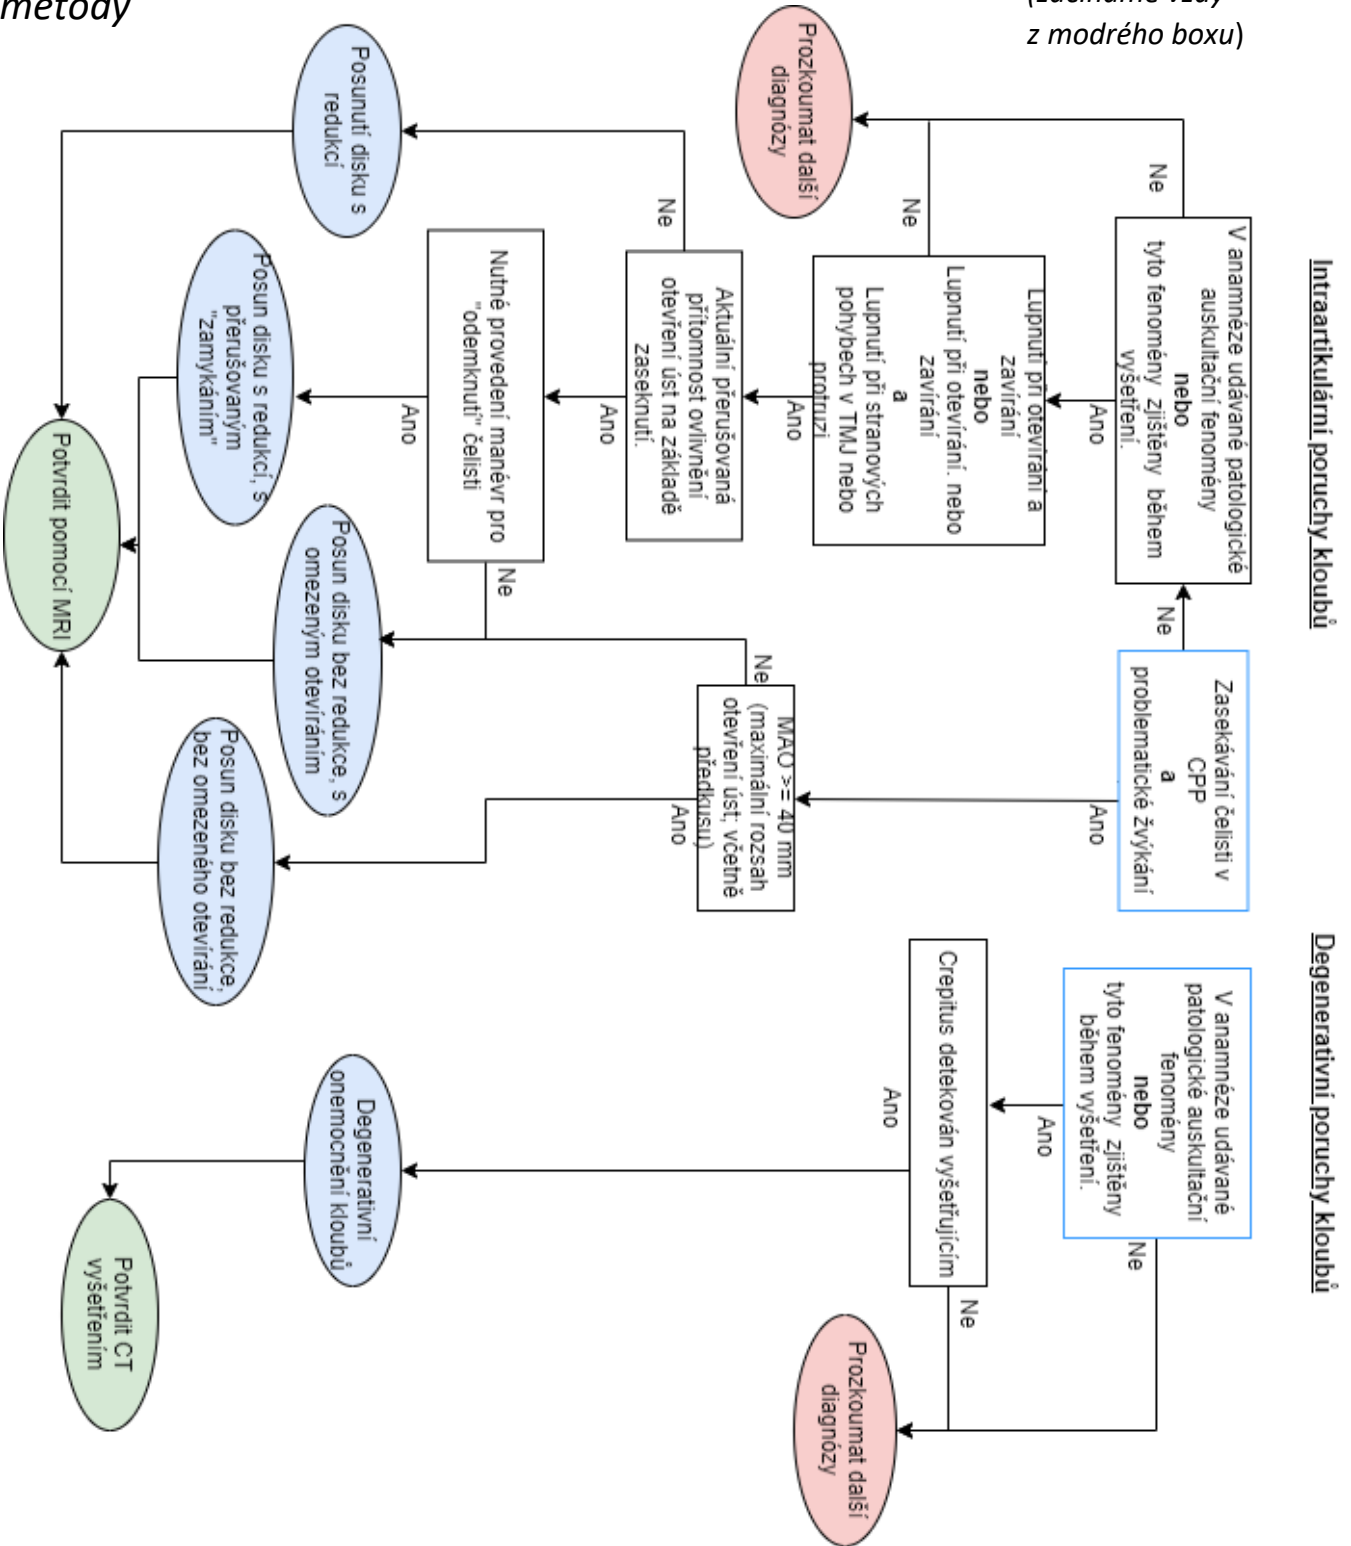 metody
z modrého boxu)
Intraartikulární poruchy kloubů
Degenerativní poruchy kloubů
Zasekávání čelisti v
CPP
a
problematické žvýkání
Ne
Ano
V anamnéze udávané patologické
auskultační fenomény
nebo
tyto fenomény zjištěny během
vyšetření.
Ne
Ano
Lupnutí při otevírání a
zavírání
nebo
Lupnutí při otevírání. nebo
zavírání
a
Lupnutí při stranových
pohybech v TMJ nebo
protruzi
Ne
Ano
Prozkoumat další
diagnózy
Aktuální přerušovaná
přítomnost ovlivnění
otevření úst na základě
zaseknutí.
Ne
Ano
Nutné provedení manévr pro
"odemknutí" čelisti
Ano
Ne
MAO >= 40 mm
(maximální rozsah
otevření úst; včetně
předkusu)
Ne
Ano
Posunutí disku s
redukcí
Posun disku s redukcí, s
přerušovaným
"zamykáním"
Posun disku bez redukce, s
omezeným otevíráním
Posun disku bez redukce,
bez omezeného otevírání
Potvrdit pomocí MRI
V anamnéze udávané
patologické auskultační
fenomény
nebo
tyto fenomény zjištěny
během vyšetření.
Ano
Ne
Crepitus detekován vyšetřujícím
Ano
Ne
Prozkoumat další
diagnózy
Degenerativní
onemocnění kloubů
Potvrdit CT
vyšetřením